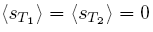 ⟨s_{T_1}⟩ = ⟨s_{T_2}⟩ = 0